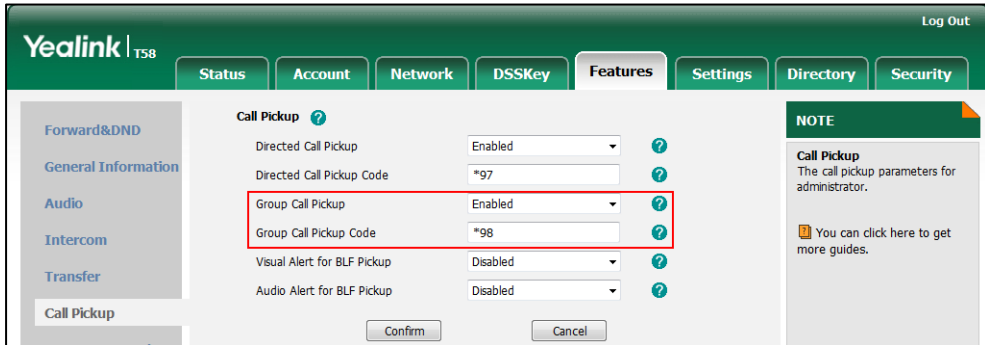 Log Out
Yealink T58
Status Account Network DSSKey Features Settings Directory Security
Forward&DND
General Information
Audio
Intercom
Transfer
Call Pickup
Call Pickup ?
Directed Call Pickup Enabled ?
Directed Call Pickup Code *97 ?
Group Call Pickup Enabled ?
Group Call Pickup Code *98 ?
Visual Alert for BLF Pickup Disabled ?
Audio Alert for BLF Pickup Disabled ?
Confirm Cancel
NOTE
Call Pickup
The call pickup parameters for
administrator.
You can click here to get
more guides.